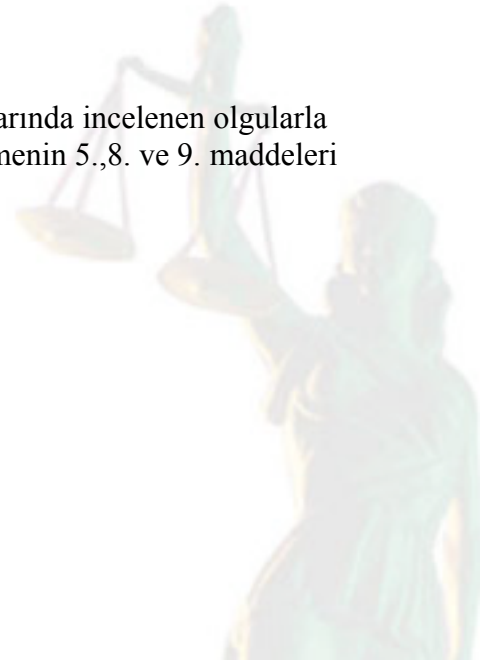 arında incelenen olgularla
menin 5.,8. ve 9. maddeleri